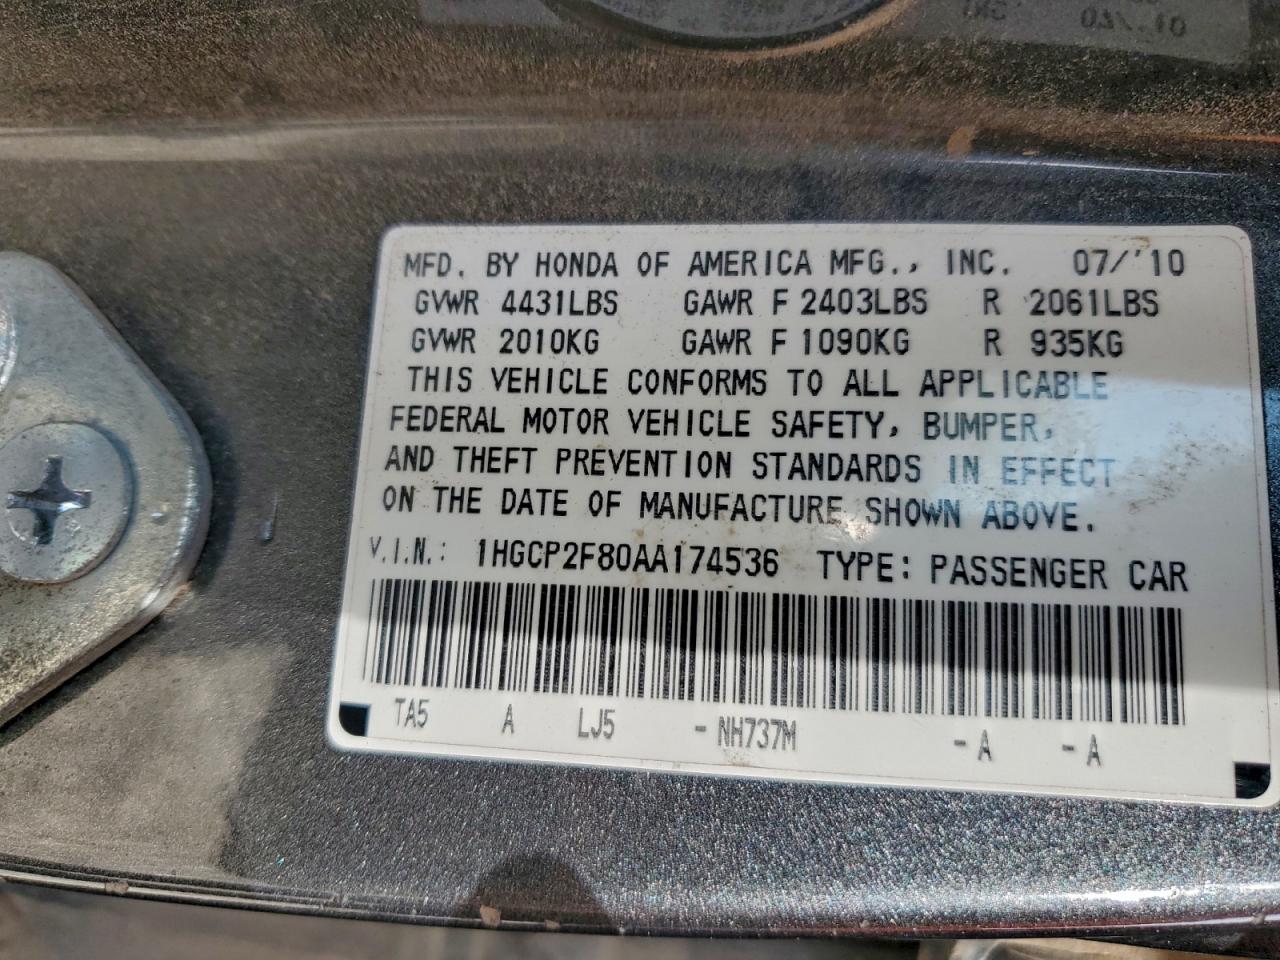 MFD. BY HONDA OF AMERICA MFG., INC. 07/'10
GVWR 4431LBS GAWR F 2403LBS R 2061LBS
GVWR 2010KG GAWR F 1090KG R 935KG
THIS VEHICLE CONFORMS TO ALL APPLICABLE
FEDERAL MOTOR VEHICLE SAFETY, BUMPER,
AND THEFT PREVENTION STANDARDS IN EFFECT
ON THE DATE OF MANUFACTURE SHOWN ABOVE.
V.I.N.: 1HGCP2F80AA174536 TYPE: PASSENGER CAR
TA5 A LJ5 -NH737M -A -A